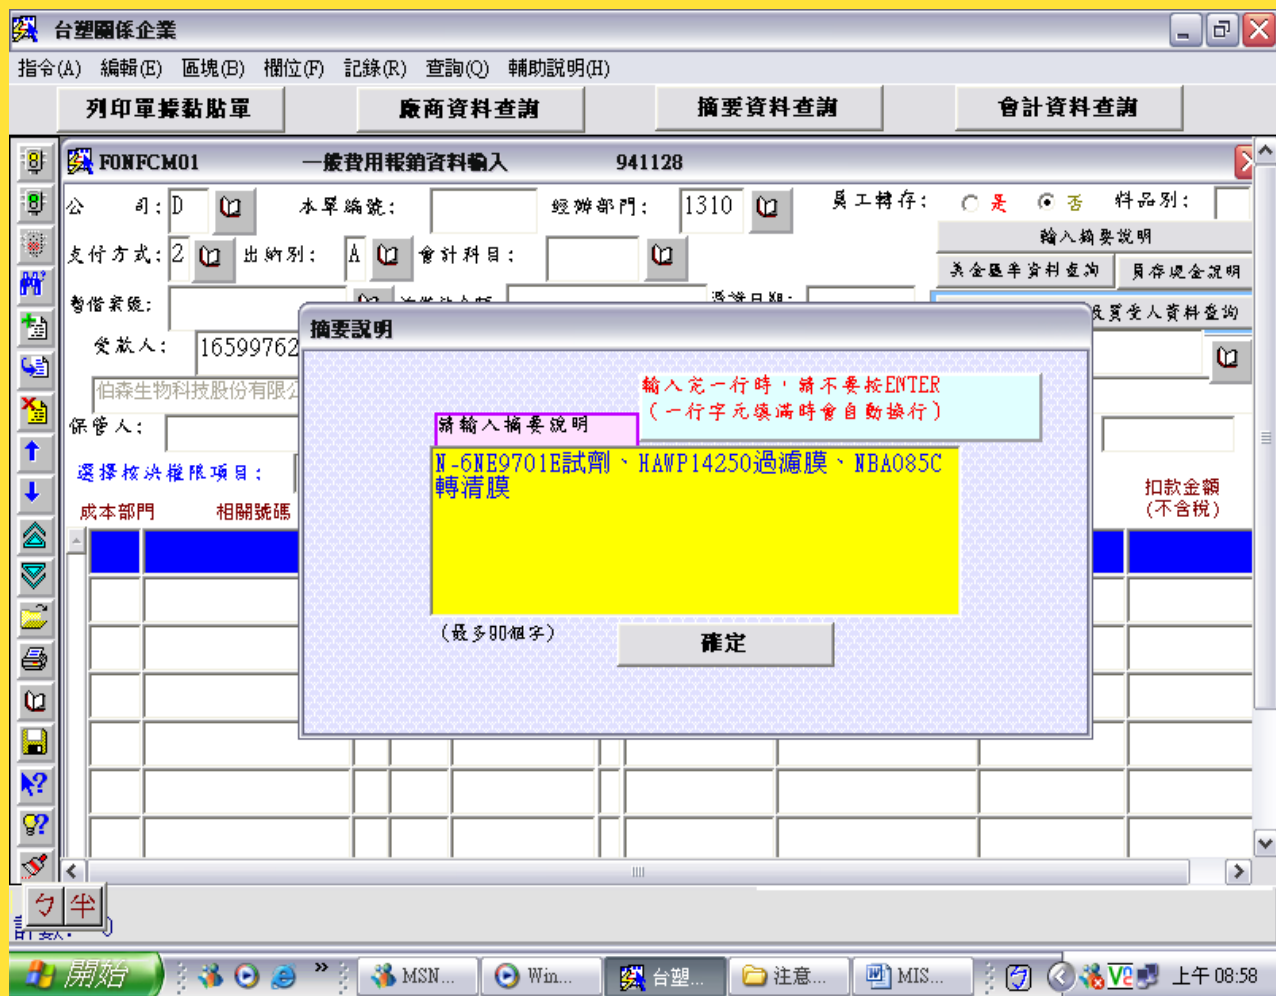 台塑關係企業
指令(A) 編輯(E) 區塊(B) 欄位(F) 記錄(R) 查詢(Q) 輔助說明(H)
列印單據黏貼單 廠商資料查詢 摘要資料查詢 會計資料查詢
F0NFCM01 一般費用報銷資料輸入 941128
公 司: D 本單編號: 經辦部門: 1310 員工轉存: 是 否 料品別:
輸入摘要說明
支付方式: 2 出納別: A 會計科目:
美金匯率資料查詢 員存現金說明
暫借索號:
買受人資料查詢
摘要說明
受款人: 16599762
伯森生物科技股份有限公
輸入完一行時，請不要按ENTER
(一行字元填滿時會自動換行)
保管人:
請輸入摘要說明
N-6NE9701E試劑、HAWP14250過濾膜、NBA085C
轉清膜
選擇核決權限項目:
成本部門 相關號碼
扣款金額
(不含稅)
(最多90個字)
確定
ㄅ 半
開始 MSN... Win... 台塑... 注意... MIS... 上午 08:58